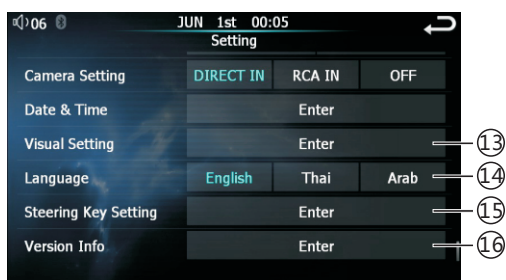 06 JUN 1st 00:05
Setting
Camera Setting DIRECT IN RCA IN OFF
Date & Time Enter
Visual Setting Enter 13
Language English Thai Arab 14
Steering Key Setting Enter 15
Version Info Enter 16